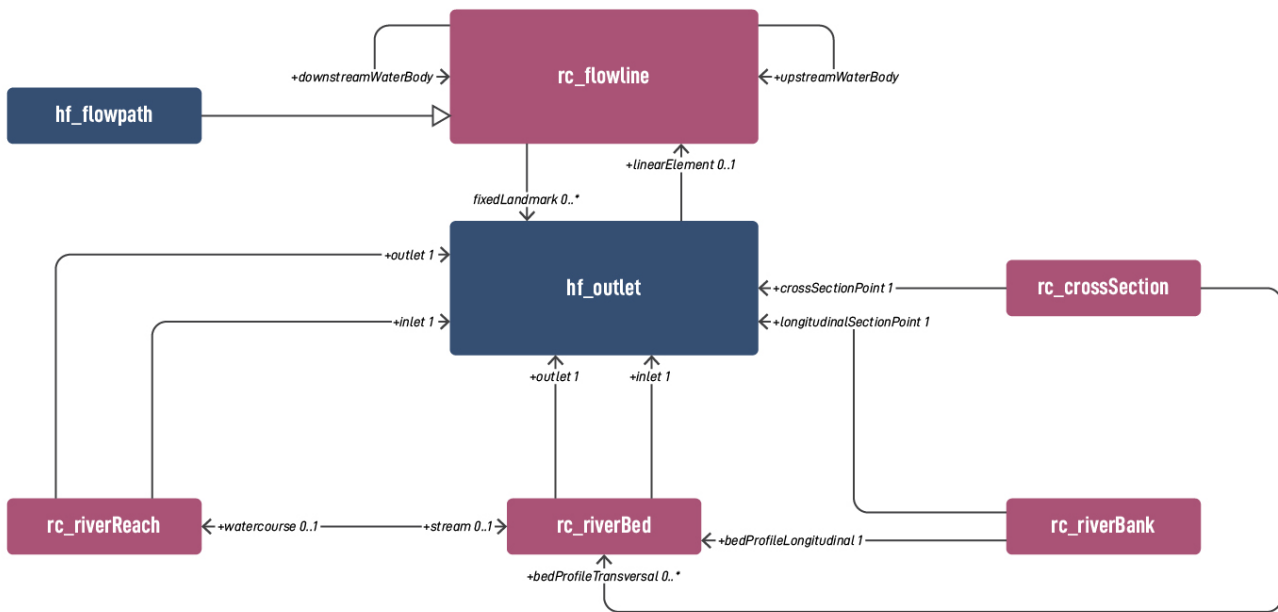 rc_flowline
+downstreamWaterBody
+upstreamWaterBody
hf_flowpath
+linearElement 0..1
fixedLandmark 0..*
+outlet 1
hf_outlet
+crossSectionPoint 1
rc_crossSection
+inlet 1
+longitudinalSectionPoint 1
+outlet 1
+inlet 1
rc_riverReach
+watercourse 0..1
+stream 0..1
rc_riverBed
rc_riverBank
+bedProfileLongitudinal 1
+bedProfileTransversal 0..*